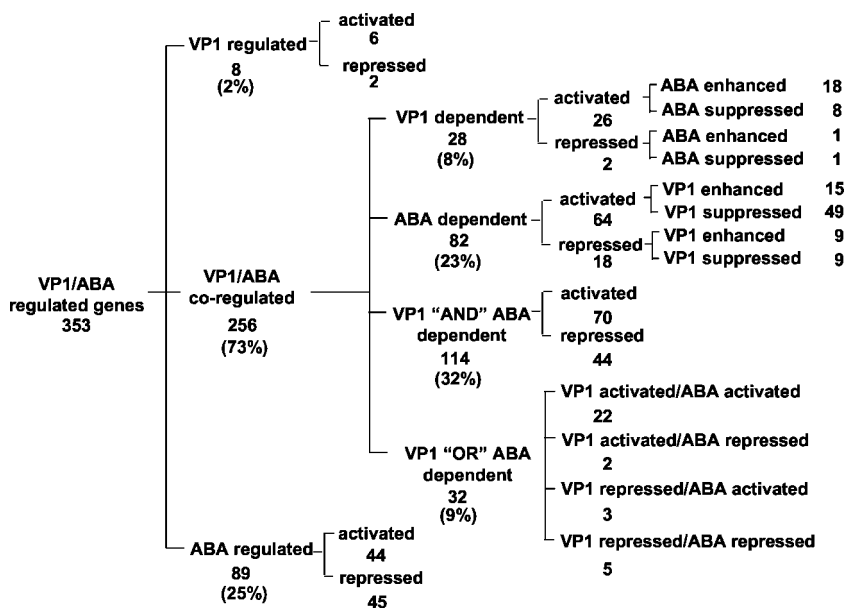 VP1/ABA
regulated genes
353
VP1 regulated
8
(2%)
activated
6
repressed
2
VP1/ABA
co-regulated
256
(73%)
VP1 dependent
28
(8%)
activated
26
ABA enhanced 18
ABA suppressed 8
repressed
2
ABA enhanced 1
ABA suppressed 1
ABA dependent
82
(23%)
activated
64
VP1 enhanced 15
VP1 suppressed 49
repressed
18
VP1 enhanced 9
VP1 suppressed 9
VP1 “AND” ABA
dependent
114
(32%)
activated
70
repressed
44
VP1 “OR” ABA
dependent
32
(9%)
VP1 activated/ABA activated
22
VP1 activated/ABA repressed
2
VP1 repressed/ABA activated
3
VP1 repressed/ABA repressed
5
ABA regulated
89
(25%)
activated
44
repressed
45